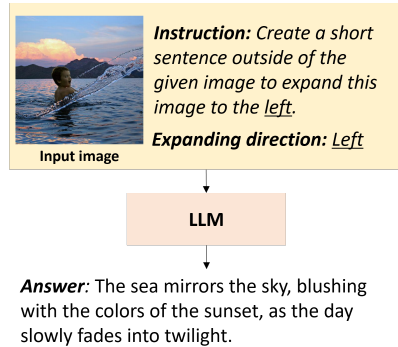 Instruction: Create a short
sentence outside of the
given image to expand this
image to the left.
Expanding direction: Left
Input image
LLM
Answer: The sea mirrors the sky, blushing
with the colors of the sunset, as the day
slowly fades into twilight.